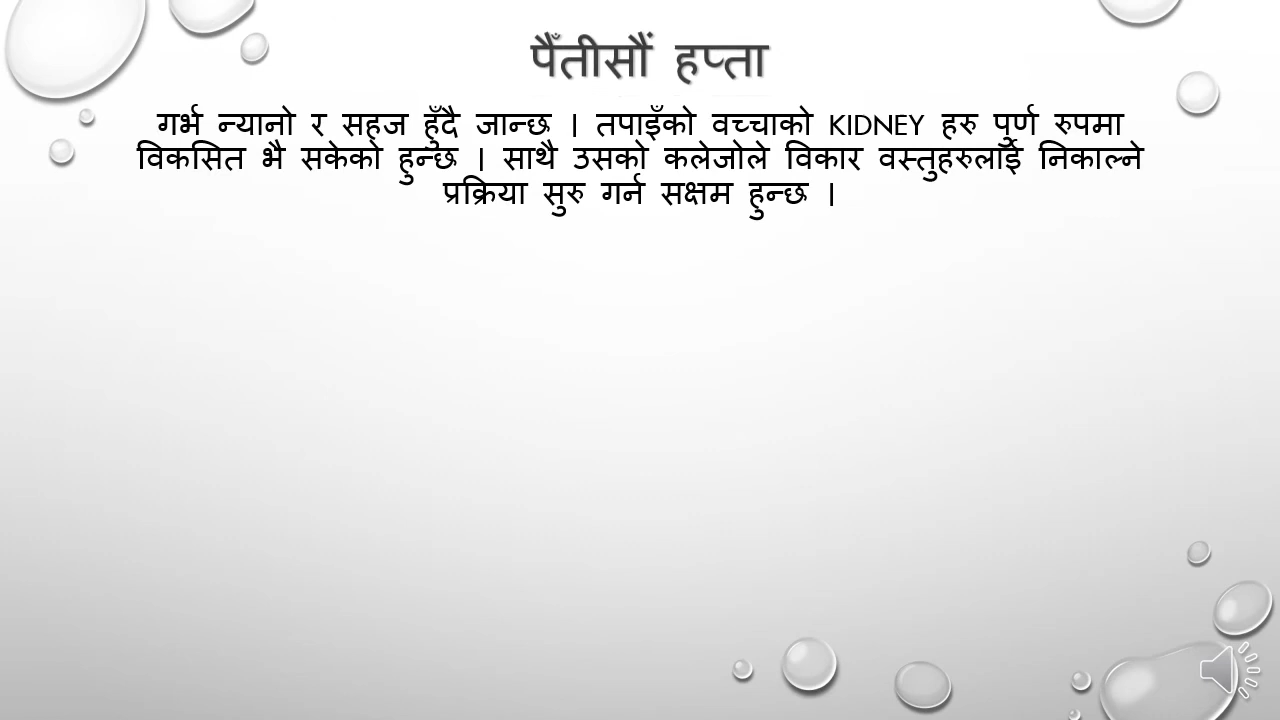 पैँतीसौं हप्ता
गर्भ न्यानो र सहज हुँदै जान्छ । तपाइँको वच्चाको KIDNEY हरु पुर्ण रुपमा
विकसित भै सकेको हुन्छ । साथै उसको कलेजोले विकार वस्तुहरुलाई निकाल्ने
प्रक्रिया सुरु गर्न सक्षम हुन्छ ।